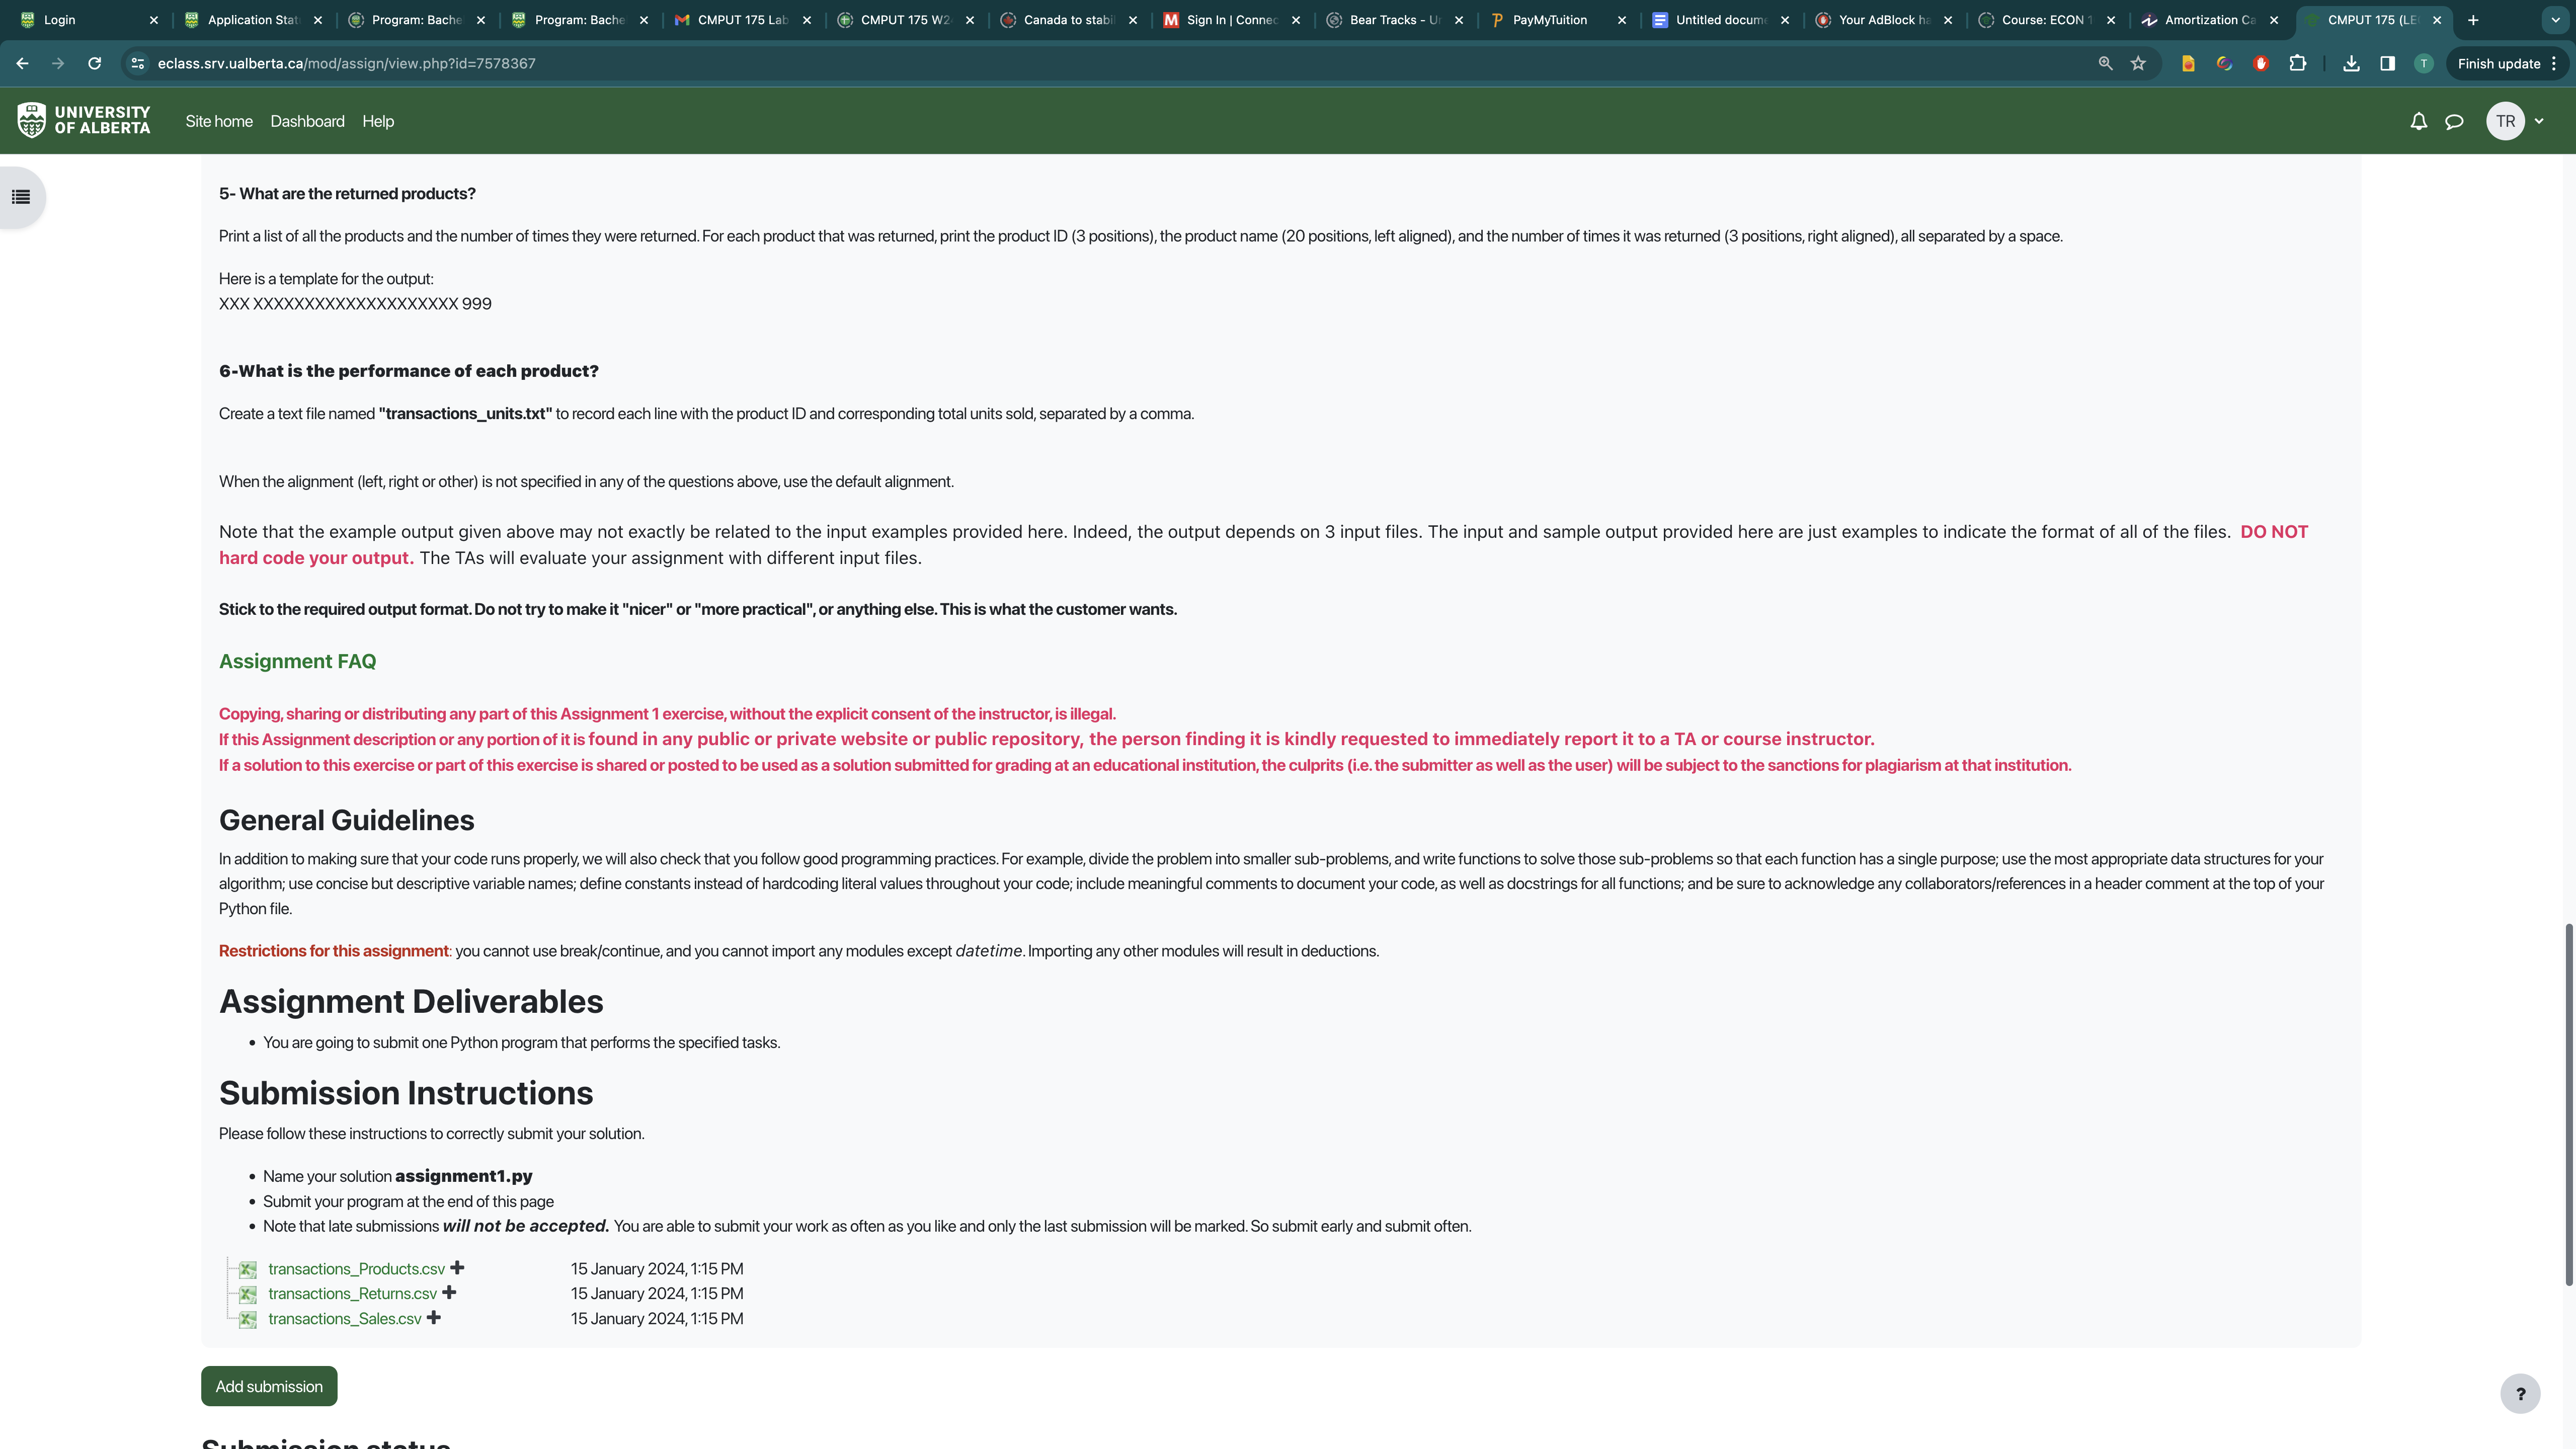 Login
Application Stat
Program: Bache
Program: Bache
CMPUT 175 Lab
CMPUT 175 W2
Canada to stabil
Sign In | Connec
Bear Tracks - Un
PayMyTuition
Untitled docume
Your AdBlock ha
Course: ECON 1
Amortization Ca
CMPUT 175 (LE
eclass.srv.ualberta.ca/mod/assign/view.php?id=7578367
T
Finish update
UNIVERSITY
OF ALBERTA
Site home
Dashboard
Help
TR
5- What are the returned products?
Print a list of all the products and the number of times they were returned. For each product that was returned, print the product ID (3 positions), the product name (20 positions, left aligned), and the number of times it was returned (3 positions, right aligned), all separated by a space.
Here is a template for the output:
XXX XXXXXXXXXXXXXXXXXXXX 999
6-What is the performance of each product?
Create a text file named "transactions_units.txt" to record each line with the product ID and corresponding total units sold, separated by a comma.
When the alignment (left, right or other) is not specified in any of the questions above, use the default alignment.
Note that the example output given above may not exactly be related to the input examples provided here. Indeed, the output depends on 3 input files. The input and sample output provided here are just examples to indicate the format of all of the files. DO NOT
hard code your output. The TAs will evaluate your assignment with different input files.
Stick to the required output format. Do not try to make it "nicer" or "more practical", or anything else. This is what the customer wants.
Assignment FAQ
Copying, sharing or distributing any part of this Assignment 1 exercise, without the explicit consent of the instructor, is illegal.
If this Assignment description or any portion of it is found in any public or private website or public repository, the person finding it is kindly requested to immediately report it to a TA or course instructor.
If a solution to this exercise or part of this exercise is shared or posted to be used as a solution submitted for grading at an educational institution, the culprits (i.e. the submitter as well as the user) will be subject to the sanctions for plagiarism at that institution.
General Guidelines
In addition to making sure that your code runs properly, we will also check that you follow good programming practices. For example, divide the problem into smaller sub-problems, and write functions to solve those sub-problems so that each function has a single purpose; use the most appropriate data structures for your
algorithm; use concise but descriptive variable names; define constants instead of hardcoding literal values throughout your code; include meaningful comments to document your code, as well as docstrings for all functions; and be sure to acknowledge any collaborators/references in a header comment at the top of your
Python file.
Restrictions for this assignment: you cannot use break/continue, and you cannot import any modules except datetime. Importing any other modules will result in deductions.
Assignment Deliverables
• You are going to submit one Python program that performs the specified tasks.
Submission Instructions
Please follow these instructions to correctly submit your solution.
• Name your solution assignment1.py
• Submit your program at the end of this page
• Note that late submissions will not be accepted. You are able to submit your work as often as you like and only the last submission will be marked. So submit early and submit often.
transactions_Products.csv 15 January 2024, 1:15 PM
transactions_Returns.csv 15 January 2024, 1:15 PM
transactions_Sales.csv 15 January 2024, 1:15 PM
Add submission
?
Submission status